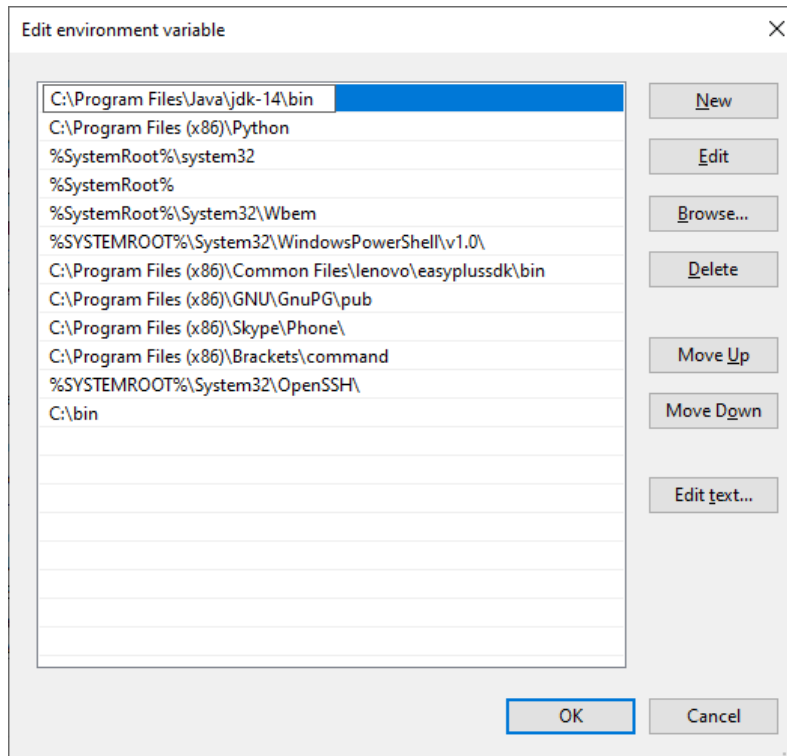 Edit environment variable
C:\Program Files\Java\jdk-14\bin
C:\Program Files (x86)\Python
%SystemRoot%\system32
%SystemRoot%
%SystemRoot%\System32\Wbem
%SYSTEMROOT%\System32\WindowsPowerShell\v1.0\
C:\Program Files (x86)\Common Files\lenovo\easyplussdk\bin
C:\Program Files (x86)\GNU\GnuPG\pub
C:\Program Files (x86)\Skype\Phone\
C:\Program Files (x86)\Brackets\command
%SYSTEMROOT%\System32\OpenSSH\
C:\bin
New
Edit
Browse...
Delete
Move Up
Move Down
Edit text...
OK
Cancel